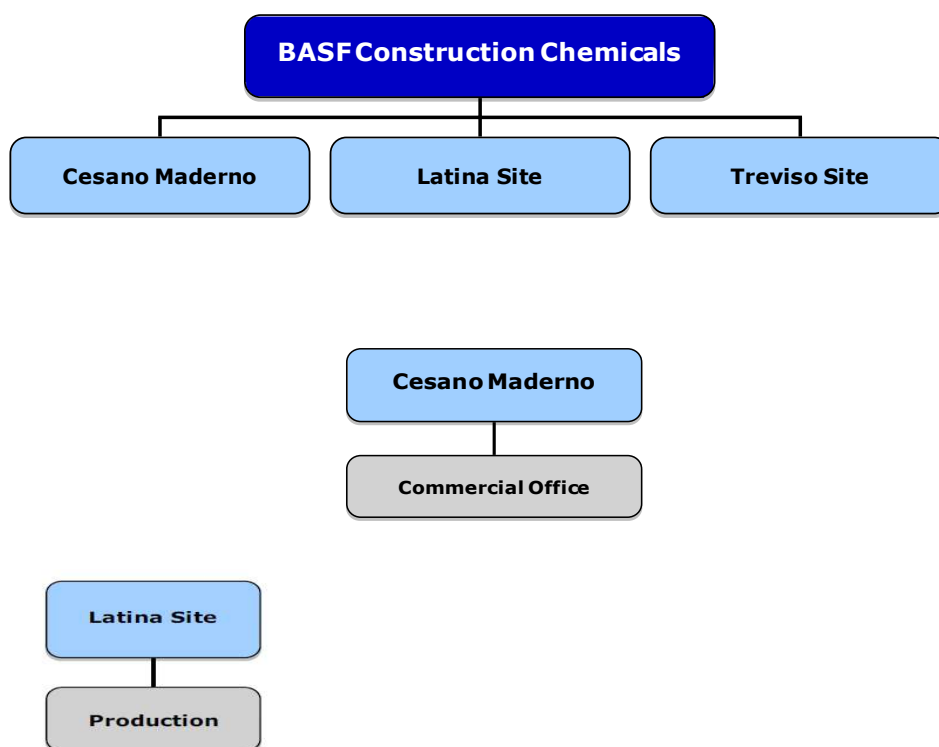 BASF Construction Chemicals
Cesano Maderno
Latina Site
Treviso Site
Cesano Maderno
Commercial Office
Latina Site
Production